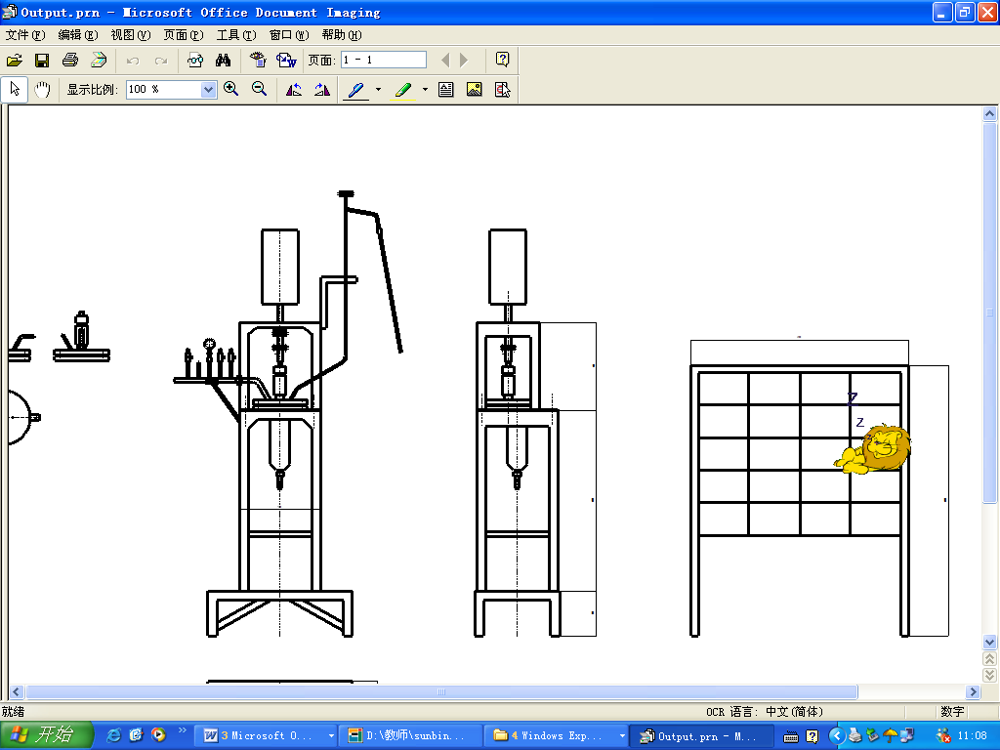 Output.prn - Microsoft Office Document Imaging
文件(F) 编辑(E) 视图(V) 页面(P) 工具(T) 窗口(W) 帮助(H)
页面: 1 - 1
显示比例: 100 %
Z
Z
就绪
OCR 语言: 中文(简体)
数字
开始
3 Microsoft O...
D:\教师\sunbin...
4 Windows Exp...
Output.prn - M...
11:08